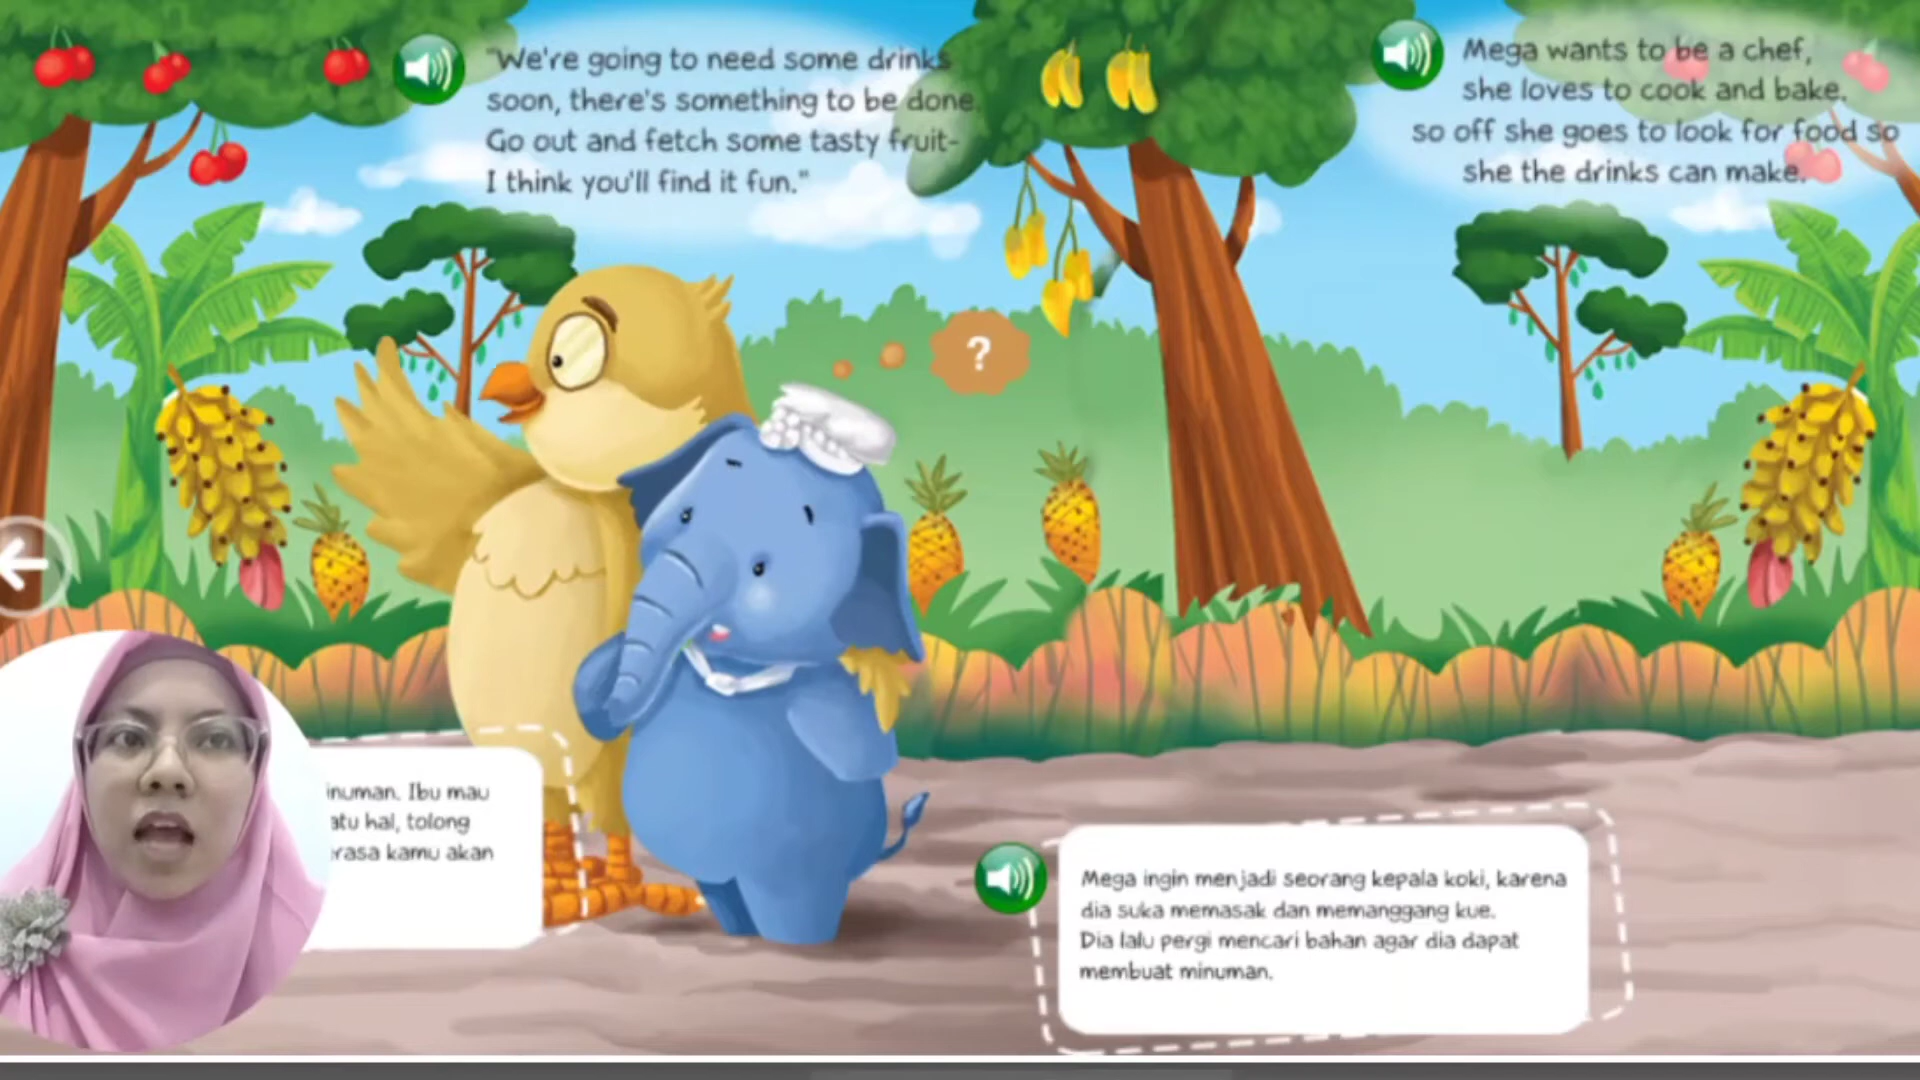 "We're going to need some drinks
soon, there's something to be done.
Go out and fetch some tasty fruit-
I think you'll find it fun."
Mega wants to be a chef,
she loves to cook and bake.
so off she goes to look for food so
she the drinks can make.
?
inuman. Ibu mau
atu hal, tolong
rasa kamu akan
Mega ingin menjadi seorang kepala koki, karena
dia suka memasak dan memanggang kue.
Dia lalu pergi mencari bahan agar dia dapat
membuat minuman.